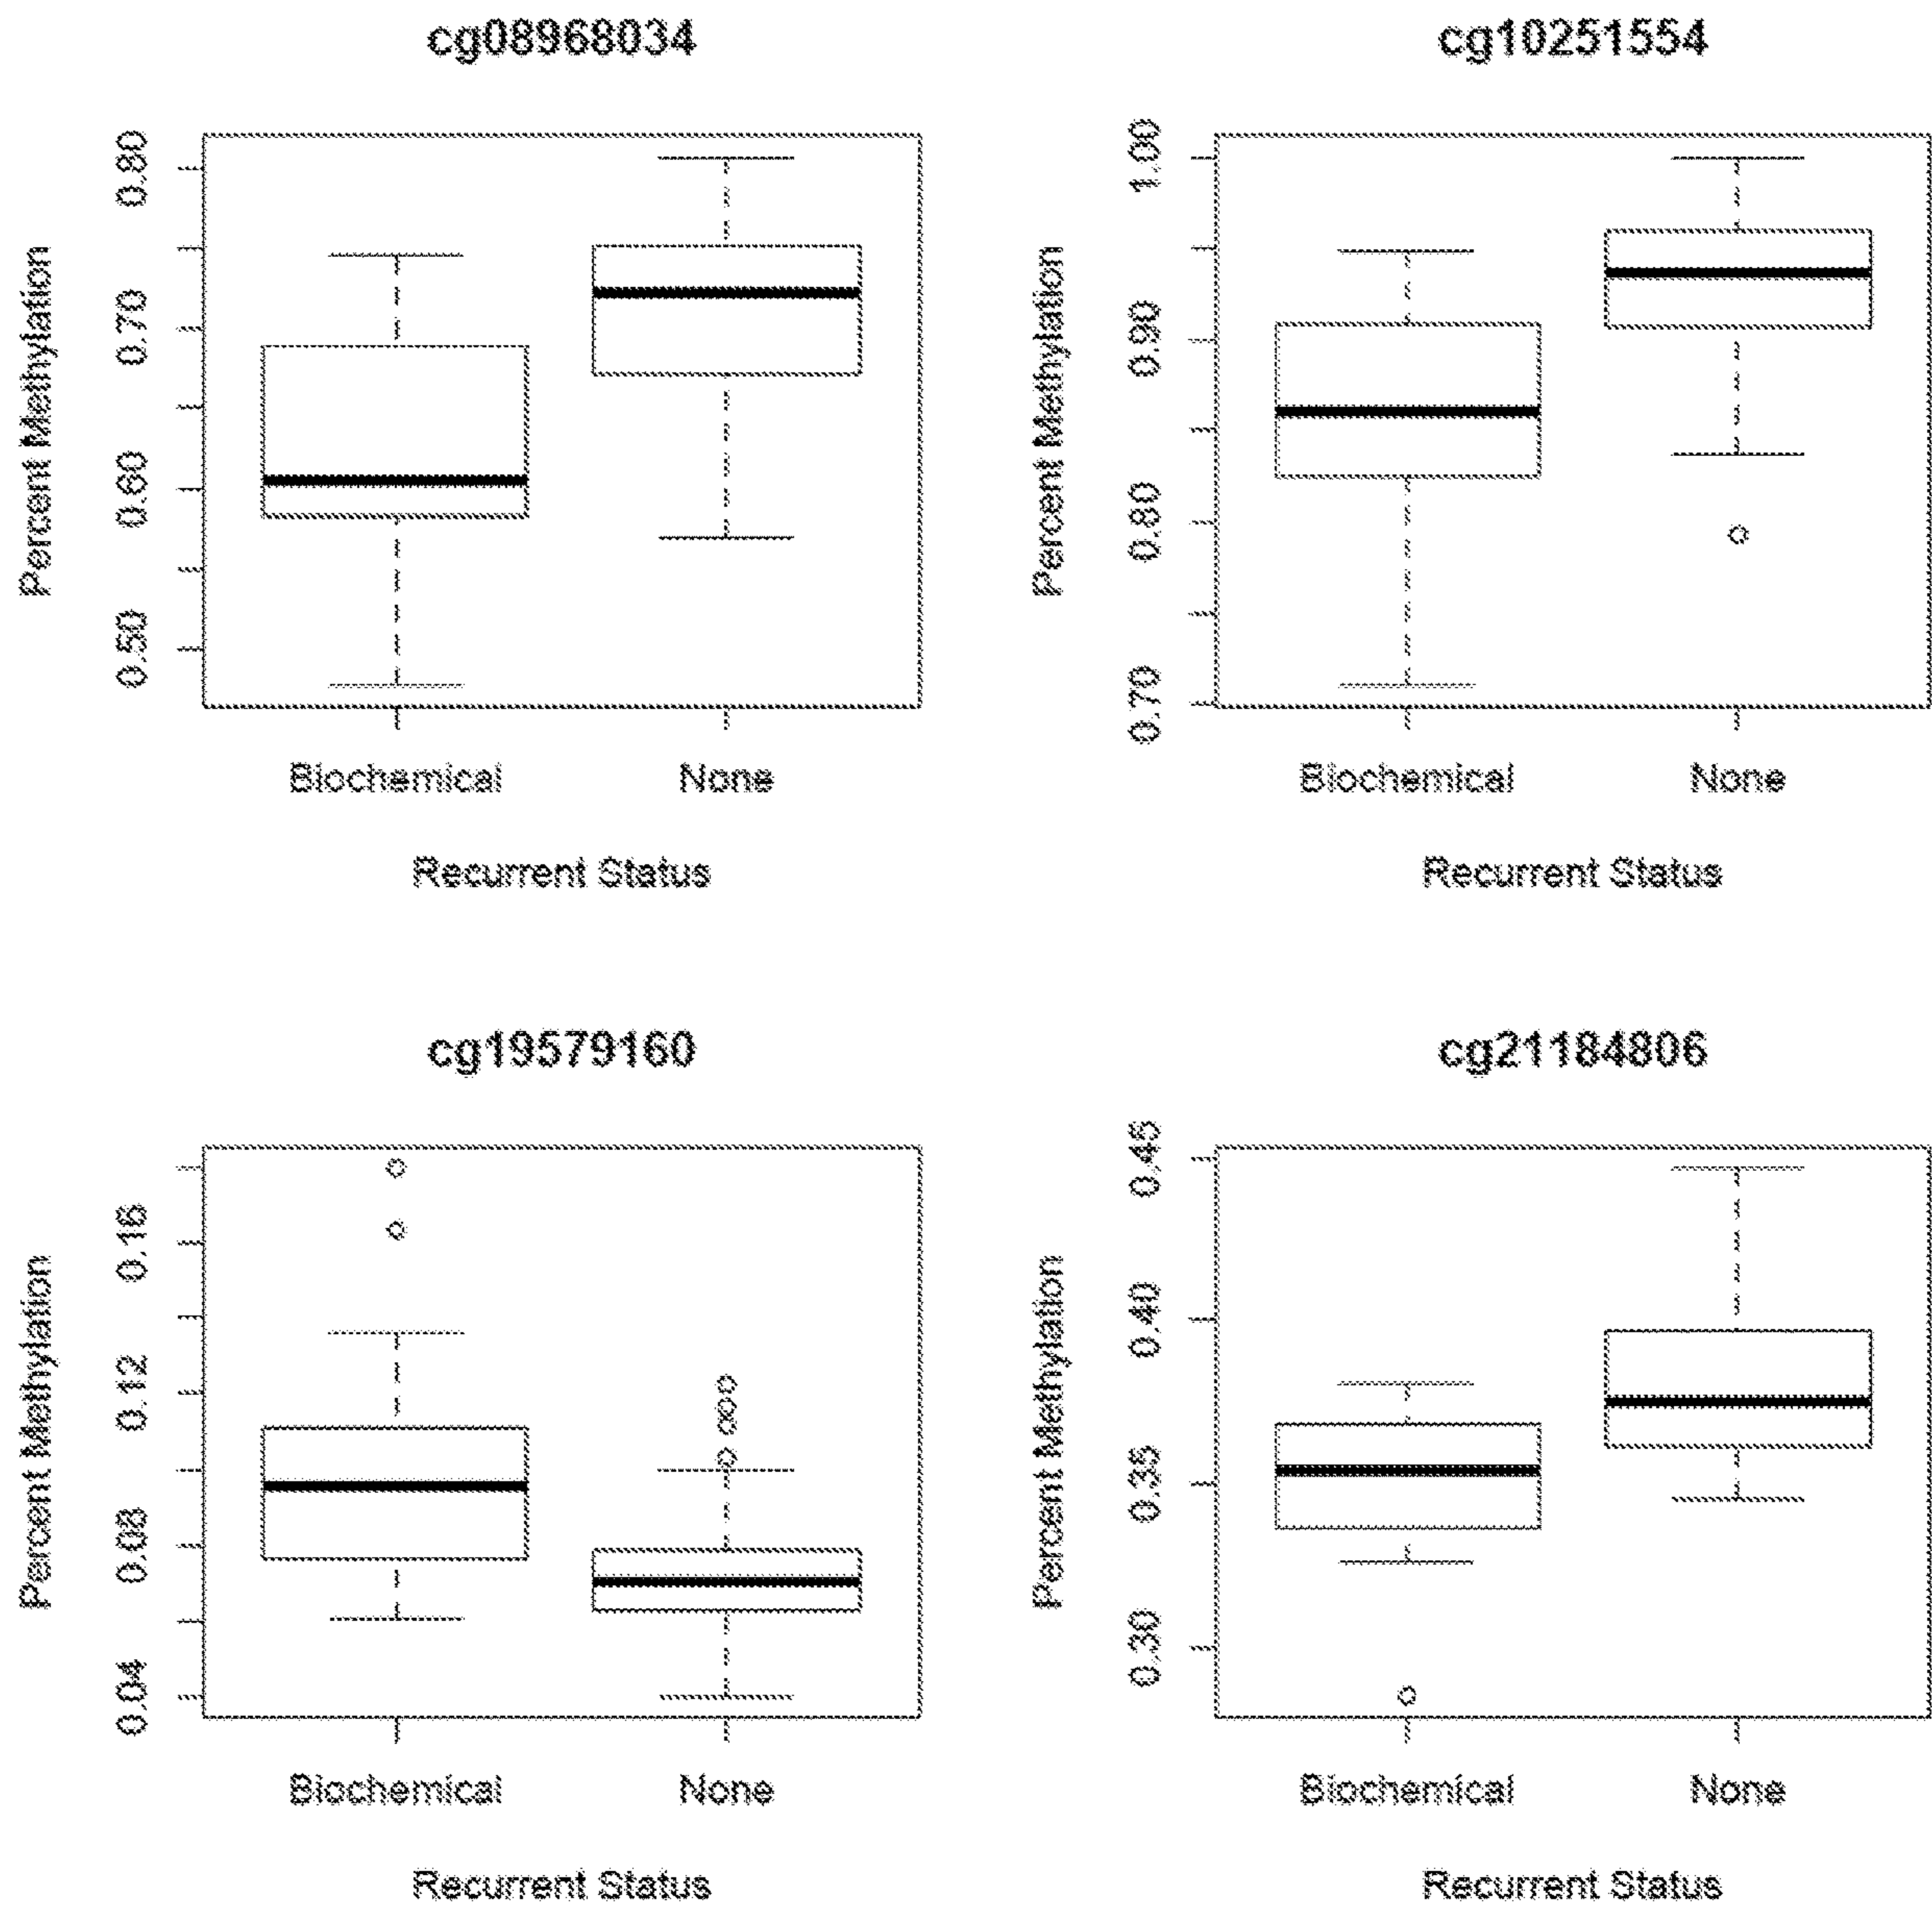 cg08968034
Percent Methylation
0.80
0.70
0.60
0.50
Biochemical None
Recurrent Status
cg10251554
Percent Methylation
1.00
0.90
0.80
0.70
Biochemical None
Recurrent Status
cg19579160
Percent Methylation
0.16
0.12
0.08
0.04
Biochemical None
Recurrent Status
cg21184806
Percent Methylation
0.45
0.40
0.35
0.30
Biochemical None
Recurrent Status